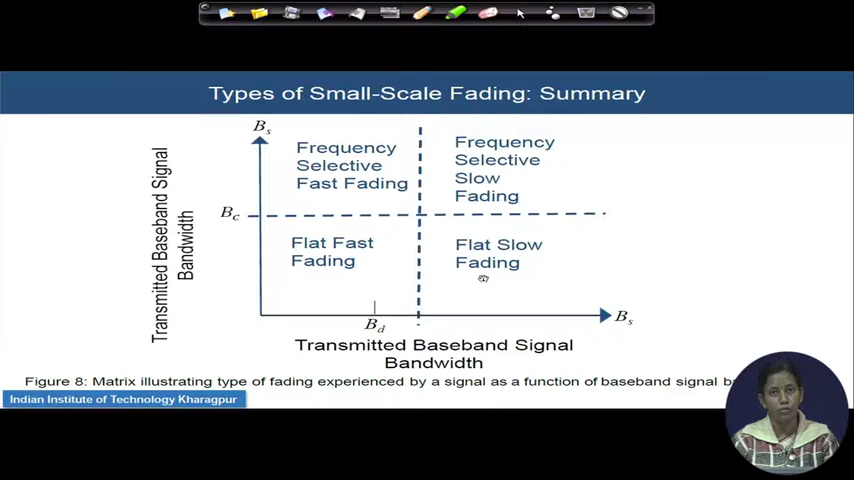 Types of Small-Scale Fading: Summary
Bs
Frequency
Selective
Fast Fading
Frequency
Selective
Slow
Fading
Transmitted Baseband Signal
Bandwidth
Bc
Flat Fast
Fading
Flat Slow
Fading
Bd
Bs
Transmitted Baseband Signal
Bandwidth
Figure 8: Matrix illustrating type of fading experienced by a signal as a function of baseband signal
Indian Institute of Technology Kharagpur